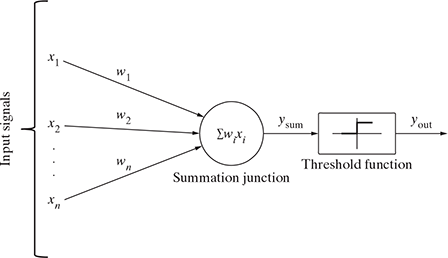 Input signals
x1
w1
x2
w2
.
.
.
wn
xn
Σwixi
Summation junction
ysum
Threshold function
yout